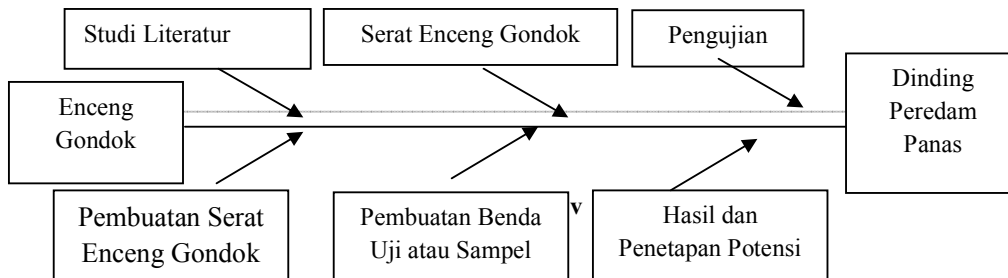 Studi Literatur
Serat Enceng Gondok
Pengujian
Enceng
Gondok
Dinding
Peredam
Panas
Pembuatan Serat
Enceng Gondok
Pembuatan Benda
Uji atau Sampel
v
Hasil dan
Penetapan Potensi